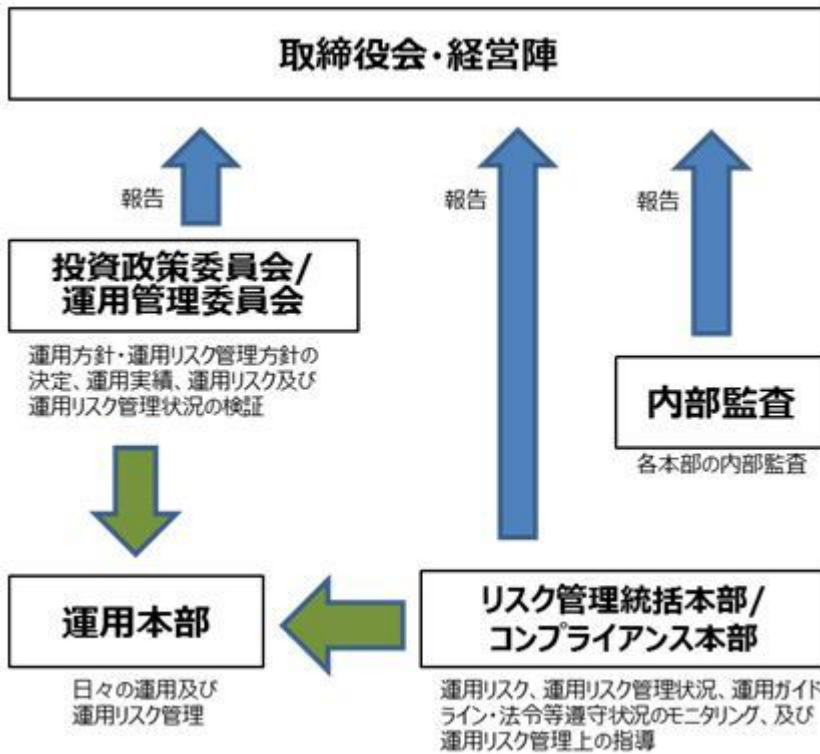 取締役会・経営陣
報告
報告
報告
投資政策委員会/
運用管理委員会
運用方針・運用リスク管理方針の
決定、運用実績、運用リスク及び
運用リスク管理状況の検証
内部監査
各本部の内部監査
運用本部
日々の運用及び
運用リスク管理
リスク管理統括本部/
コンプライアンス本部
運用リスク、運用リスク管理状況、運用ガイド
ライン・法令等遵守状況のモニタリング、及び
運用リスク管理上の指導